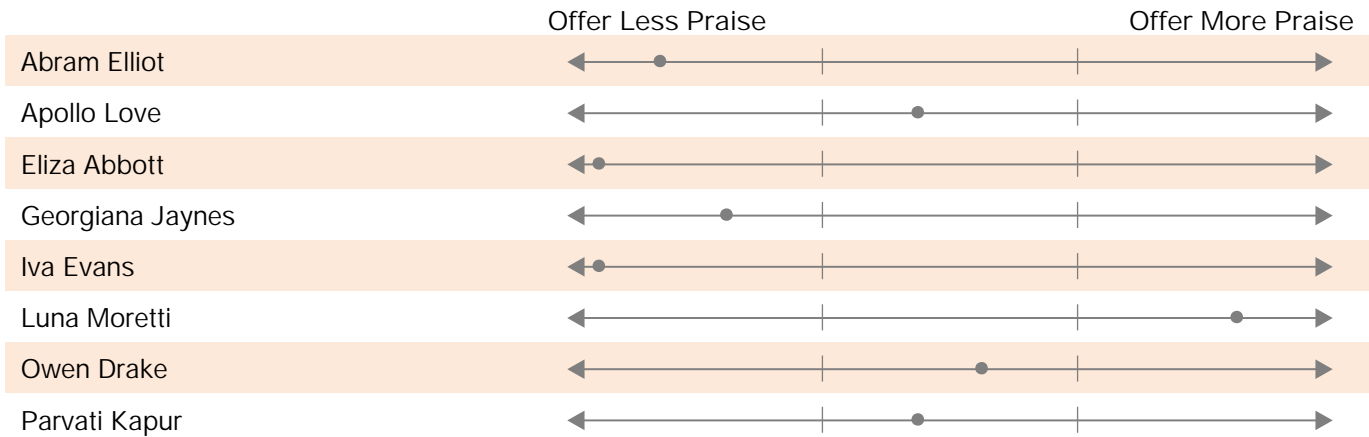 Offer Less Praise Offer More Praise
Abram Elliot
Apollo Love
Eliza Abbott
Georgiana Jaynes
Iva Evans
Luna Moretti
Owen Drake
Parvati Kapur